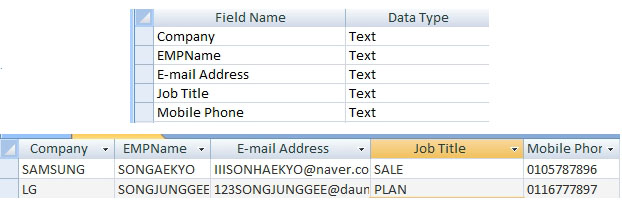 Field Name Data Type
Company Text
EMPName Text
E-mail Address Text
Job Title Text
Mobile Phone Text
Company EMPName E-mail Address Job Title Mobile Phor
SAMSUNG SONGAEKYO IIISONHAEKYO@naver.co SALE 0105787896
LG SONGJUNGGEE 123SONGJUNGGEE@daun PLAN 0116777897